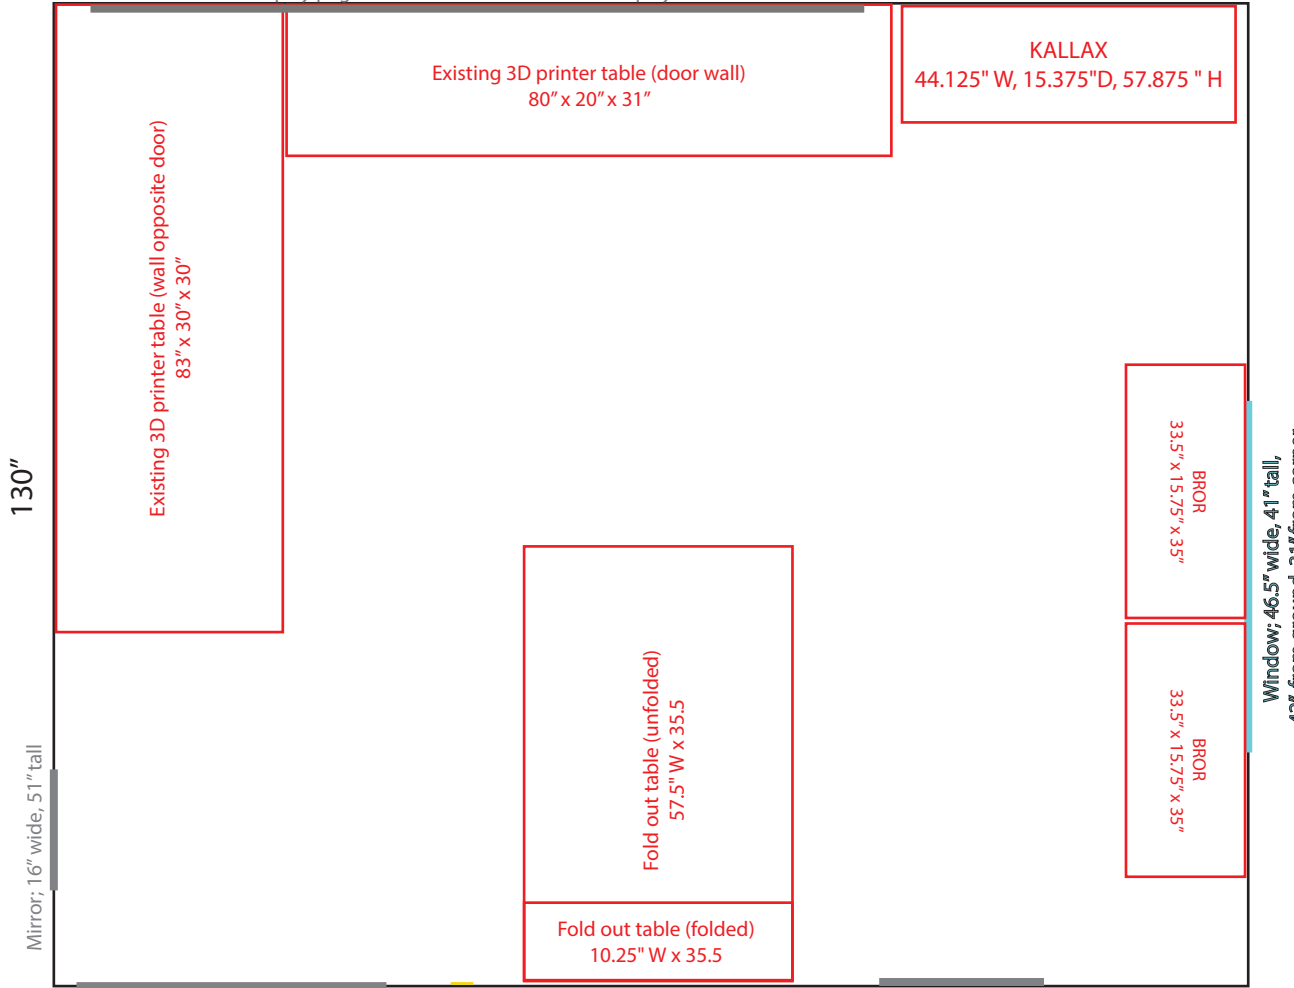 Existing 3D printer table (door wall)
80” x 20” x 31”
KALLAX
44.125" W, 15.375"D, 57.875 " H
Existing 3D printer table (wall opposite door)
83” x 30” x 30”
130”
BROR
33.5” x 15.75” x 35”
Window; 46.5” wide, 41” tall,
BROR
33.5” x 15.75” x 35”
Fold out table (unfolded)
57.5" W x 35.5
Mirror; 16” wide, 51” tall
Fold out table (folded)
10.25" W x 35.5